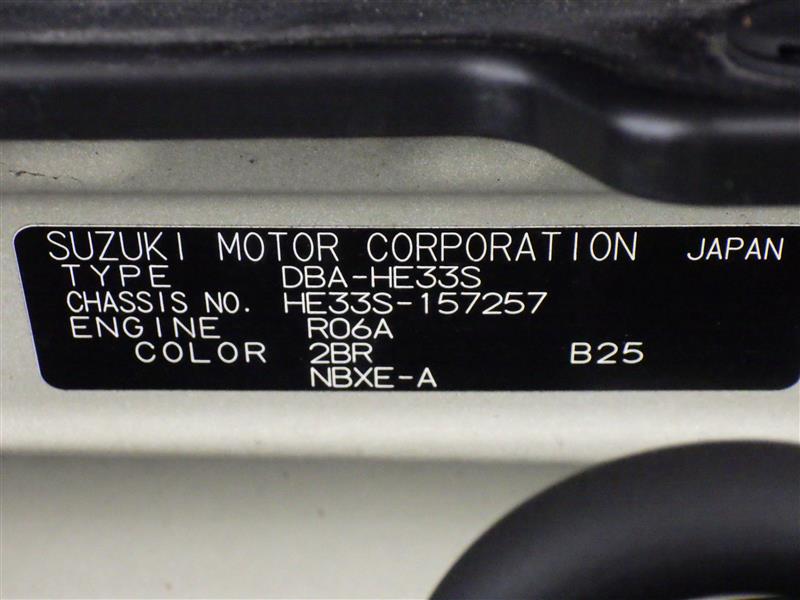 SUZUKI MOTOR CORPORATION JAPAN
TYPE DBA-HE33S
CHASSIS NO. HE33S-157257
ENGINE R06A
COLOR 2BR B25
NBXE-A